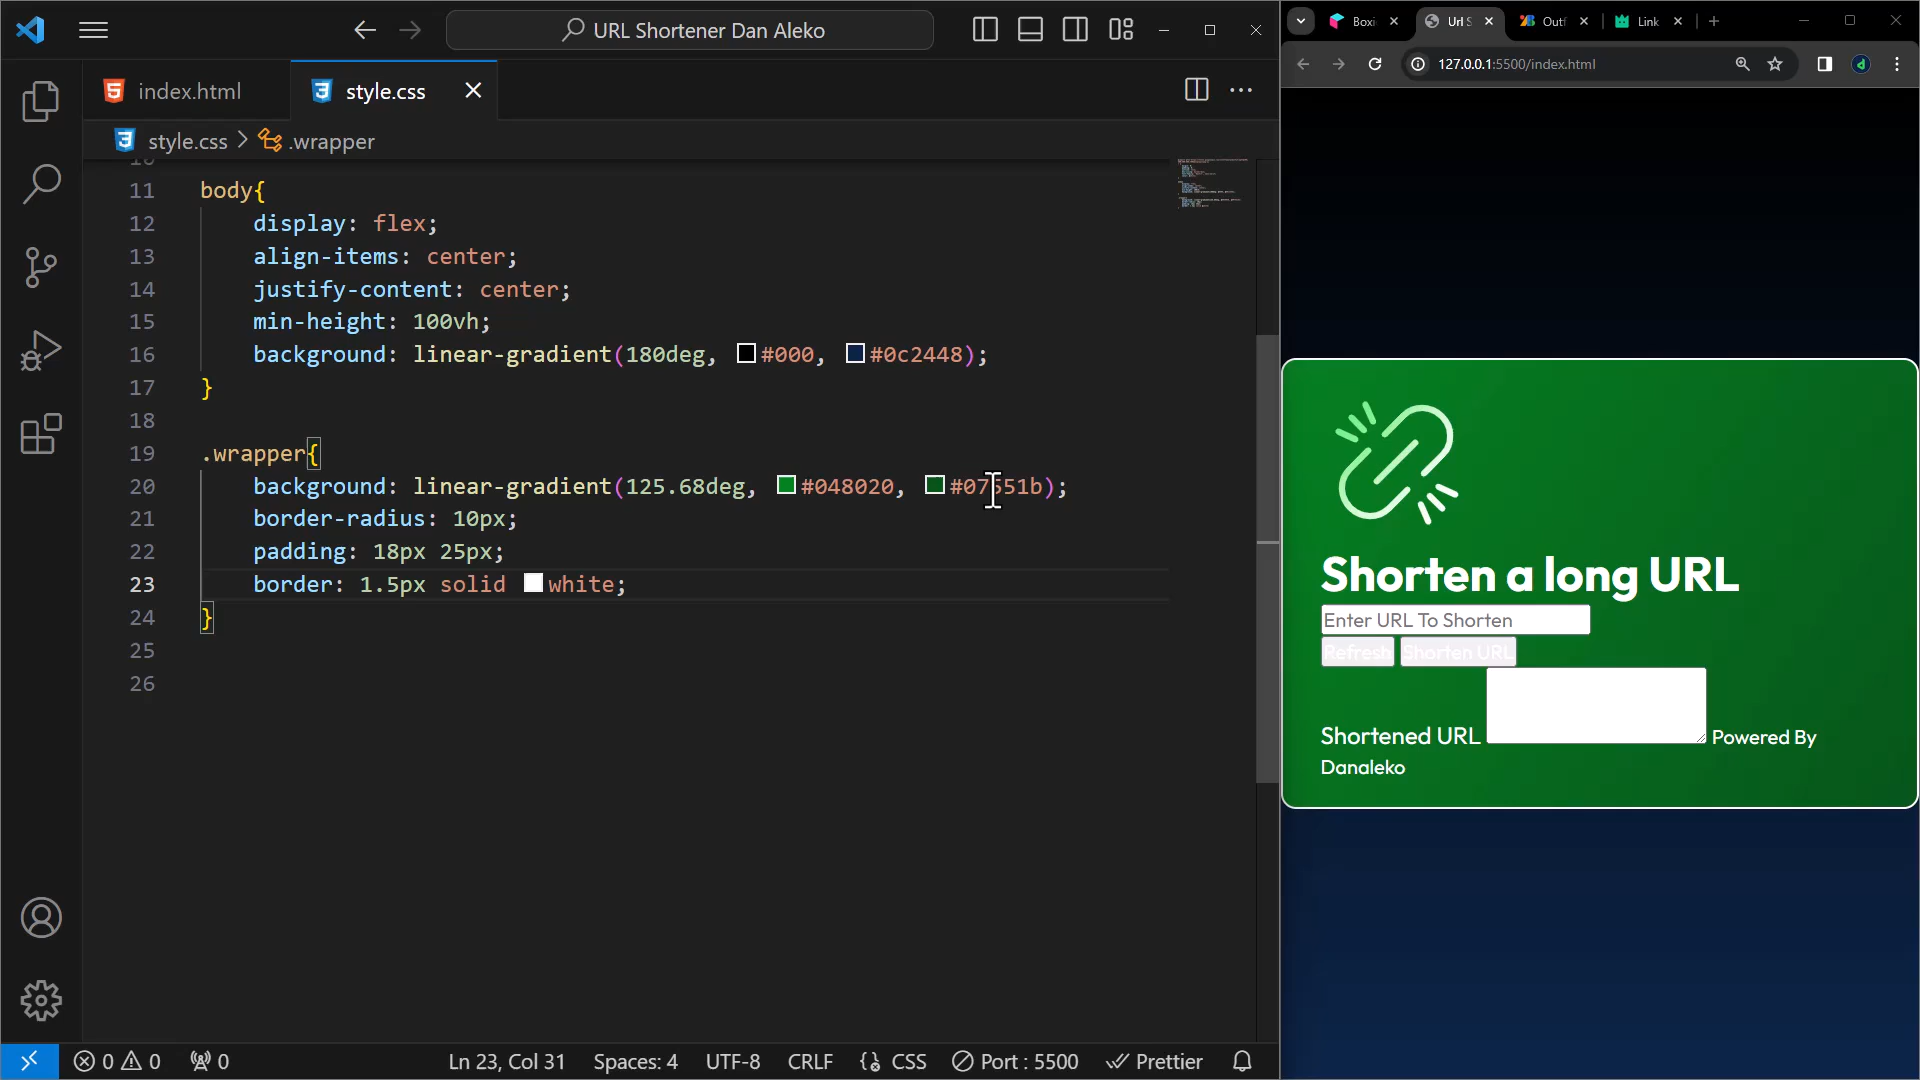 URL Shortener Dan Aleko
index.html
style.css
style.css > .wrapper
10
11 body{
12 display: flex;
13 align-items: center;
14 justify-content: center;
15 min-height: 100vh;
16 background: linear-gradient(180deg, #000, #0c2448);
17 }
18
19 .wrapper{
20 background: linear-gradient(125.68deg, #048020, #07551b);
21 border-radius: 10px;
22 padding: 18px 25px;
23 border: 1.5px solid white;
24 }
25
26
0 0 0 Ln 23, Col 31 Spaces: 4 UTF-8 CRLF CSS Port : 5500 Prettier
Boxi Url S Outf Link
127.0.0.1:5500/index.html
d
Shorten a long URL
Enter URL To Shorten
Refresh Shorten URL
Shortened URL Powered By
Danaleko